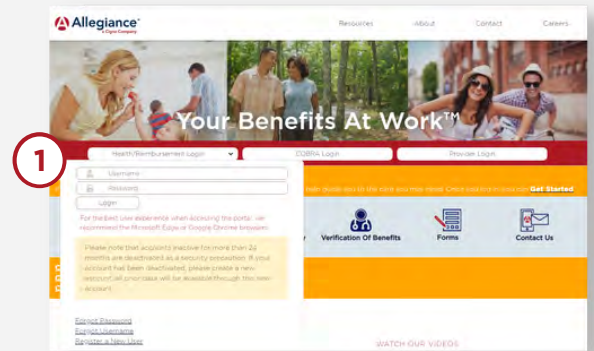 Allegiance
a Cigna Company
Resources
About
Contact
Careers
Your Benefits At Work™
1
Health/Reimbursement Login
COBRA Login
Provider Login
Username
Password
Login
Get Started
For the best user experience when accessing the portal, we
recommend the Microsoft Edge or Google Chrome browsers.
Please note that accounts inactive for more than 24
months are deactivated as a security precaution. If your
account has been deactivated, please create a new
account
prior data will be available through this new
account.
Verification Of Benefits
Forms
Contact Us
Forgot Password
Forgot Username
Register a New User
WATCH OUR VIDEOS